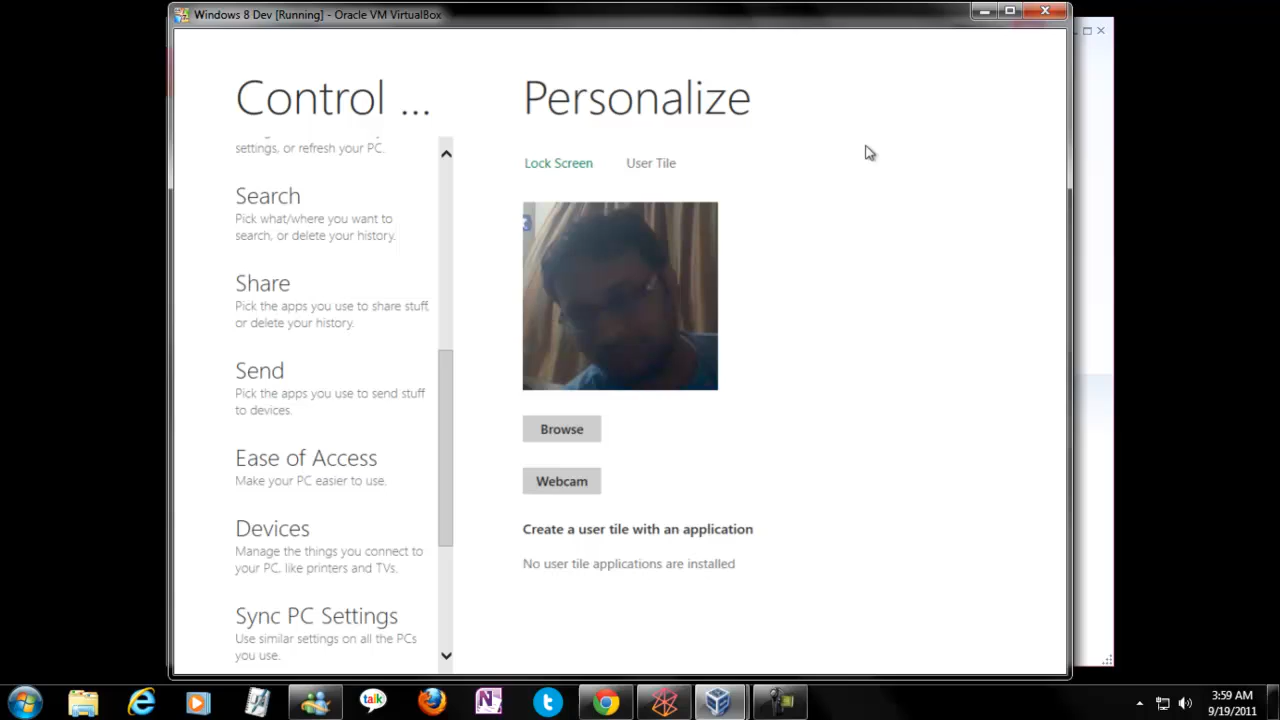 Windows 8 Dev [Running] - Oracle VM VirtualBox
Control ...
settings, or refresh your PC.
Search
Pick what/where you want to
search, or delete your history.
Share
Pick the apps you use to share stuff,
or delete your history.
Send
Pick the apps you use to send stuff
to devices.
Ease of Access
Make your PC easier to use.
Devices
Manage the things you connect to
your PC, like printers and TVs.
Sync PC Settings
Use similar settings on all the PCs
you use.
Personalize
Lock Screen
User Tile
Browse
Webcam
Create a user tile with an application
No user tile applications are installed
talk
3:59 AM
9/19/2011